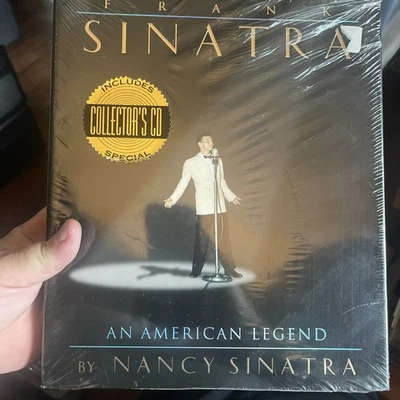 FRANK
SINATRA
INCLUDES
COLLECTOR'S CD
SPECIAL
AN AMERICAN LEGEND
BY NANCY SINATRA